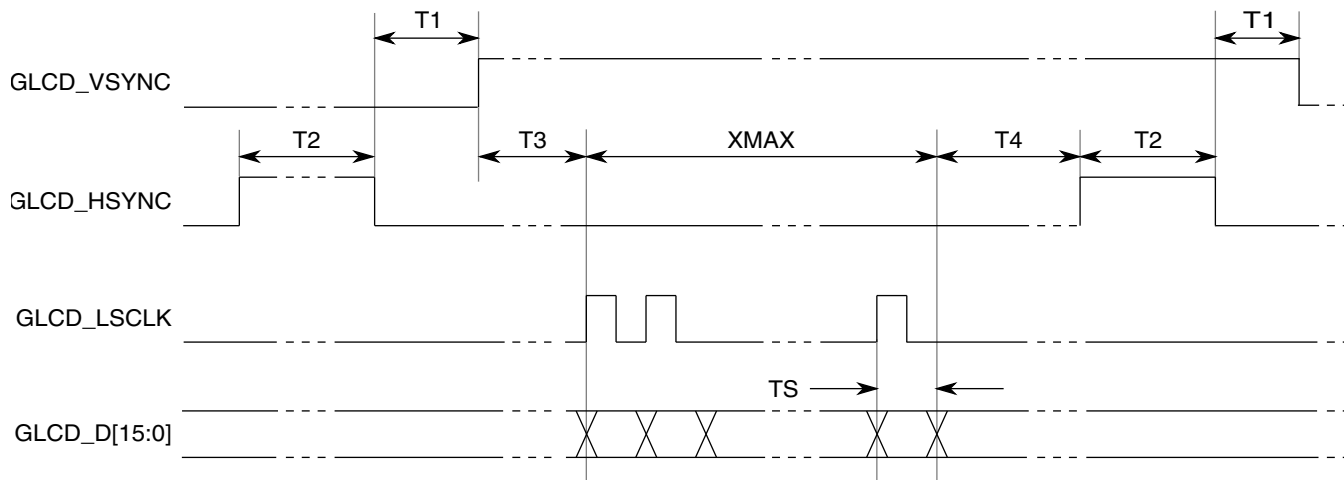 T1 T1
GLCD_VSYNC
T2 T3 XMAX T4 T2
GLCD_HSYNC
GLCD_LSCLK
TS
GLCD_D[15:0]